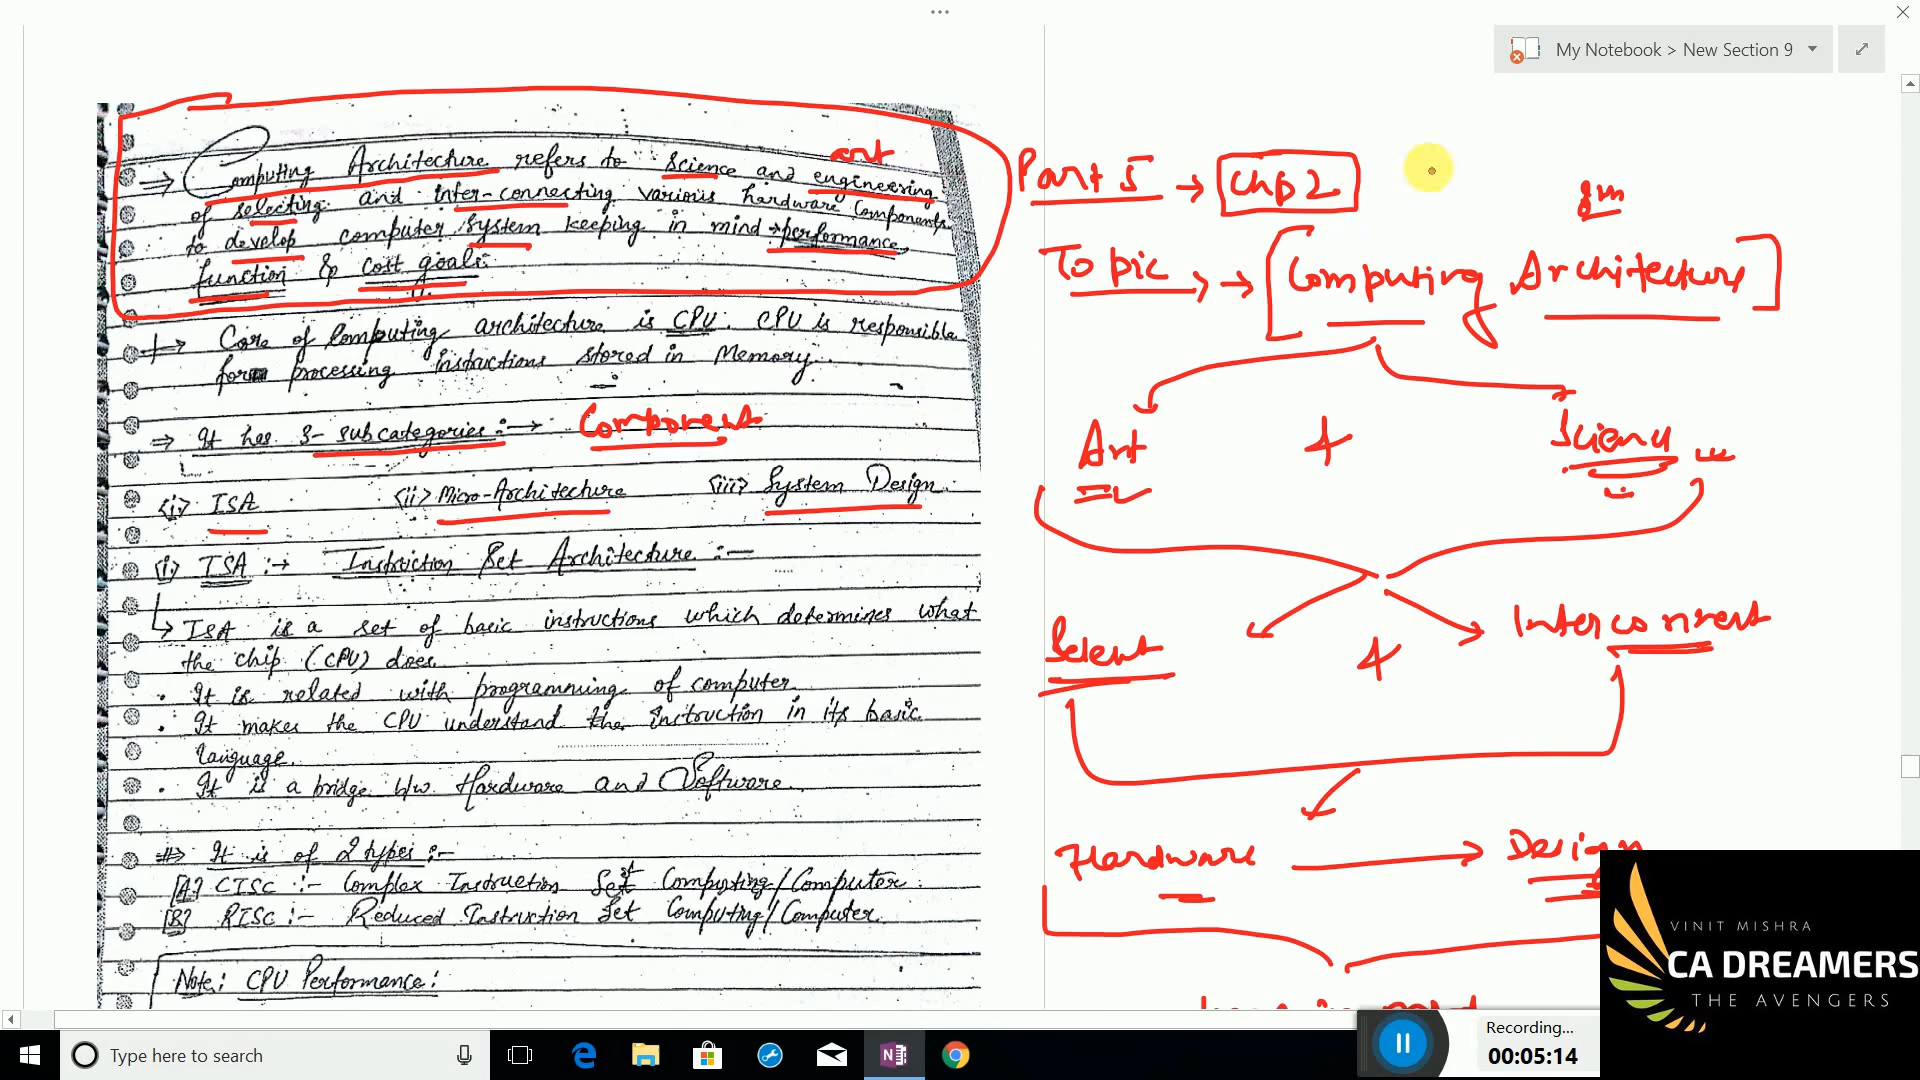 My Notebook > New Section 9
⇒ Computing Architecture refers to Science and engineering
art
of selecting and inter-connecting various hardware Components
to develop computer system keeping in mind → performance,
function & cost goals.
⇒ Core of Computing architecture is CPU. CPU is responsible
for processing instructions stored in Memory.
⇒ It has 3-subcategories :→ Component
(i) ISA (ii) Micro-Architecture (iii) System Design
(i) ISA :→ Instruction Set Architecture :—
ISA is a set of basic instructions which determines what
the chip (CPU) does.
• It is related with programming of computer
• It makes the CPU understand the instruction in its basic
language.
• It is a bridge b/w Hardware and Software.
It is of 2 types :-
[A] CISC :- Complex Instruction Set Computing/Computer
[B] RISC :- Reduced Instruction Set Computing/Computer
Note: CPU Performance:
Part 5 → Chp 2
Topic → [Computing Architecture]
Art + Science
Select + Interconnect
Hardware → Design
VINIT MISHRA
CA DREAMERS
THE AVENGERS
Recording...
00:05:14
Type here to search